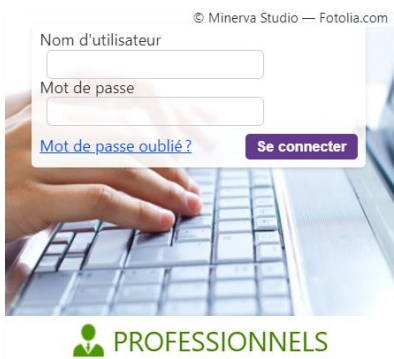 © Minerva Studio — Fotolia.com
Nom d'utilisateur
Mot de passe
Mot de passe oublié ?
Se connecter
PROFESSIONNELS